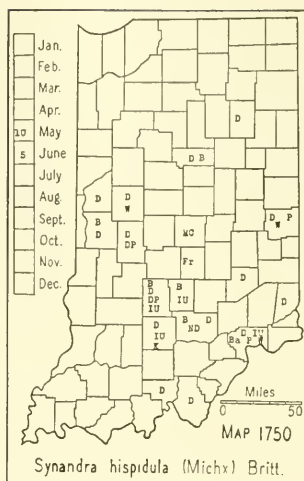 Jan.
Feb.
Mar.
Apr.
10 May
5 June
July
Aug.
Sept.
Oct.
Nov.
Dec.
D
D B
D
D
W
D
W P
B
D
D
DP
MC
Fr
D
B
D
DP
IU
B
IU
D
D
IU
K
B
ND
D
D IU
Ba P W
D
D
Miles
0 50
MAP 1750
Synandra hispidula (Michx) Britt.